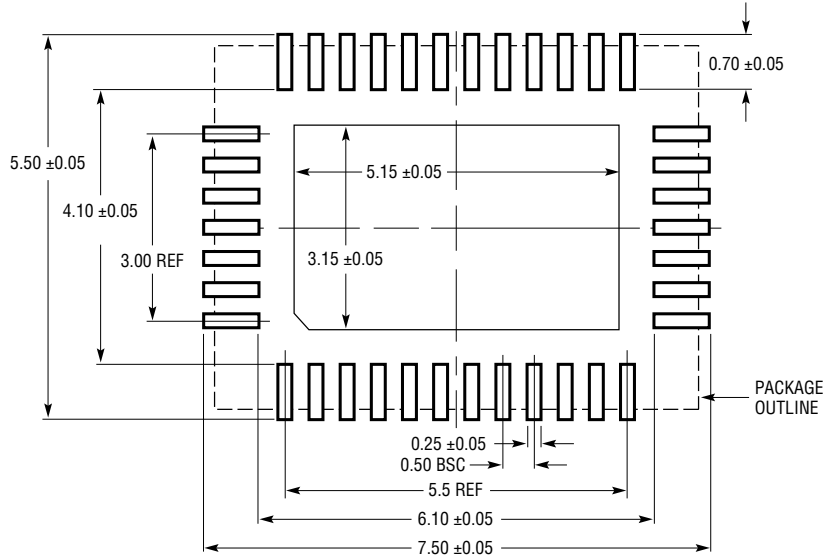 0.70 ±0.05
5.50 ±0.05
5.15 ±0.05
4.10 ±0.05
3.00 REF
3.15 ±0.05
PACKAGE
OUTLINE
0.25 ±0.05
0.50 BSC
5.5 REF
6.10 ±0.05
7.50 ±0.05